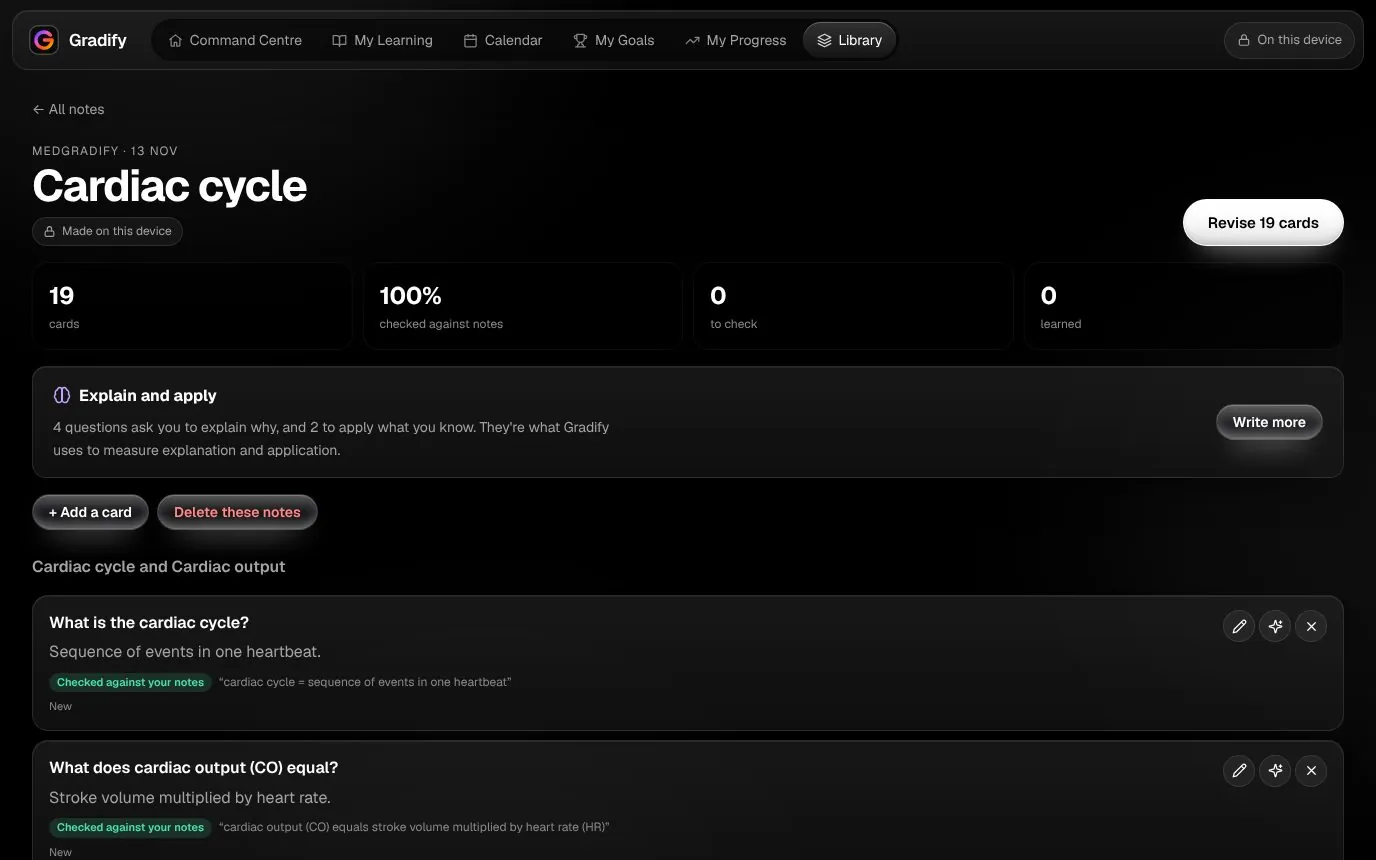 Gradify
Command Centre
My Learning
Calendar
My Goals
My Progress
Library
On this device
← All notes
MEDGRADIFY · 13 NOV
Cardiac cycle
Made on this device
Revise 19 cards
19
cards
100%
checked against notes
0
to check
0
learned
Explain and apply
4 questions ask you to explain why, and 2 to apply what you know. They're what Gradify
uses to measure explanation and application.
Write more
+ Add a card
Delete these notes
Cardiac cycle and Cardiac output
What is the cardiac cycle?
Sequence of events in one heartbeat.
Checked against your notes “cardiac cycle = sequence of events in one heartbeat”
New
What does cardiac output (CO) equal?
Stroke volume multiplied by heart rate.
Checked against your notes “cardiac output (CO) equals stroke volume multiplied by heart rate (HR)”
New